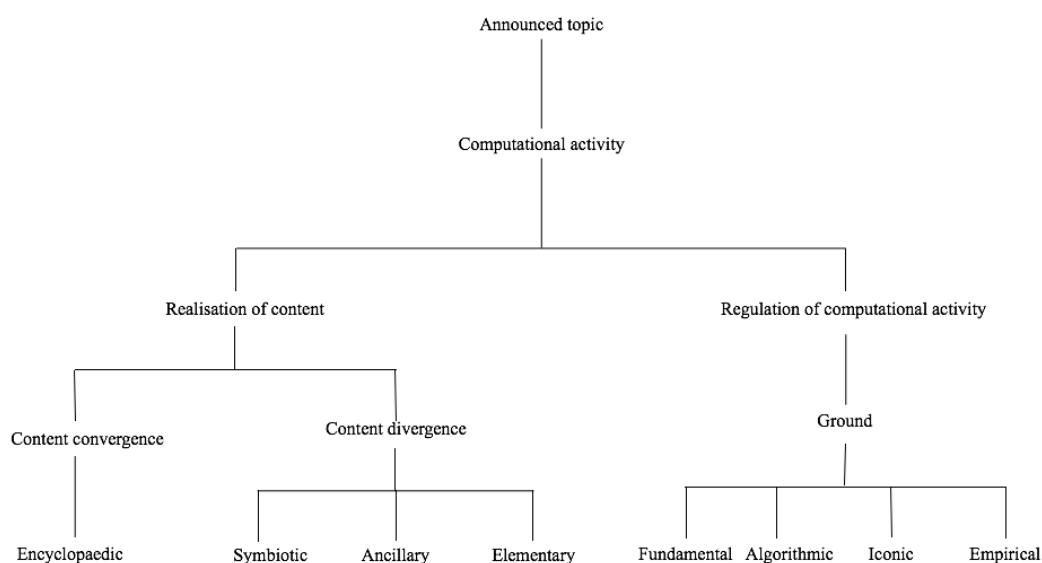 Announced topic
Computational activity
Realisation of content
Regulation of computational activity
Content convergence
Content divergence
Ground
Encyclopaedic
Symbiotic
Ancillary
Elementary
Fundamental
Algorithmic
Iconic
Empirical